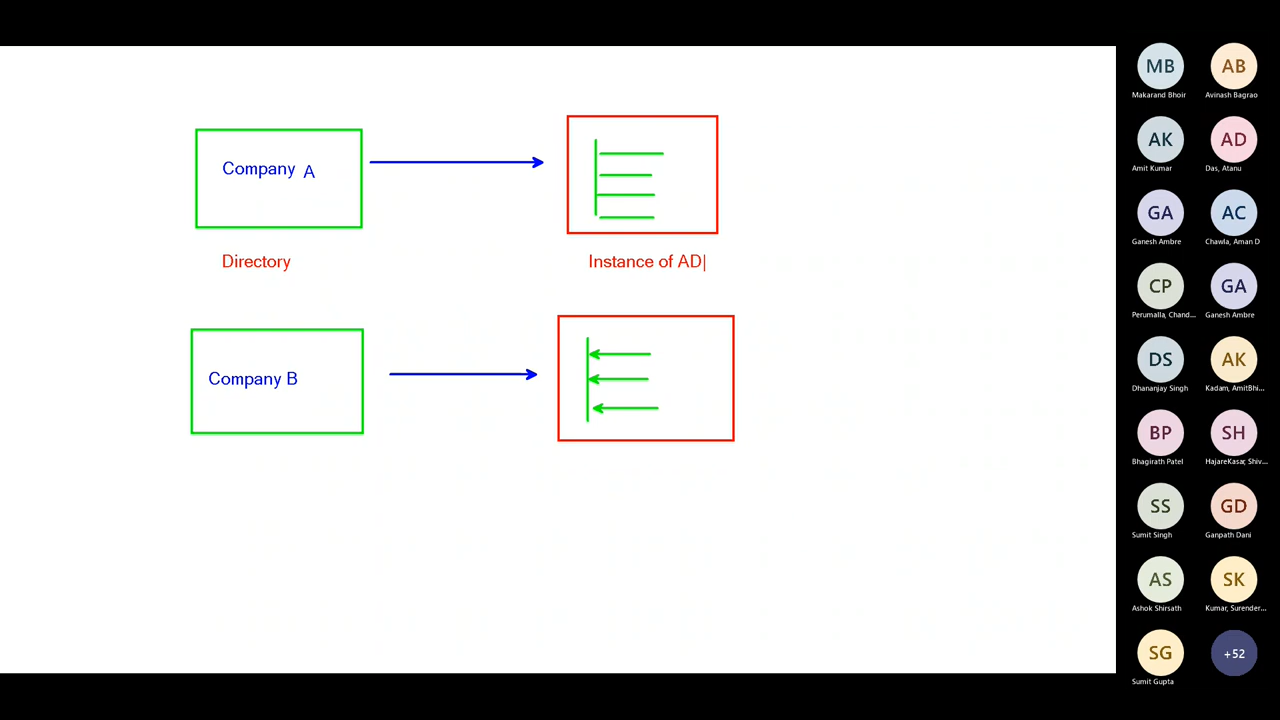 Company A
Directory
Instance of AD
Company B
MB
AB
Makarand Bhoir
Avinash Bagrao
AK
AD
Amit Kumar
Das, Atanu
GA
AC
Ganesh Ambre
Chawla, Aman D
CP
GA
Perumalla, Chand...
Ganesh Ambre
DS
AK
Dhananjay Singh
Kadam, AmitBhi...
BP
SH
Bhagirath Patel
HajareKasar, Shiv...
SS
GD
Sumit Singh
Ganpath Dani
AS
SK
Ashok Shirsath
Kumar, Surender...
SG
+52
Sumit Gupta